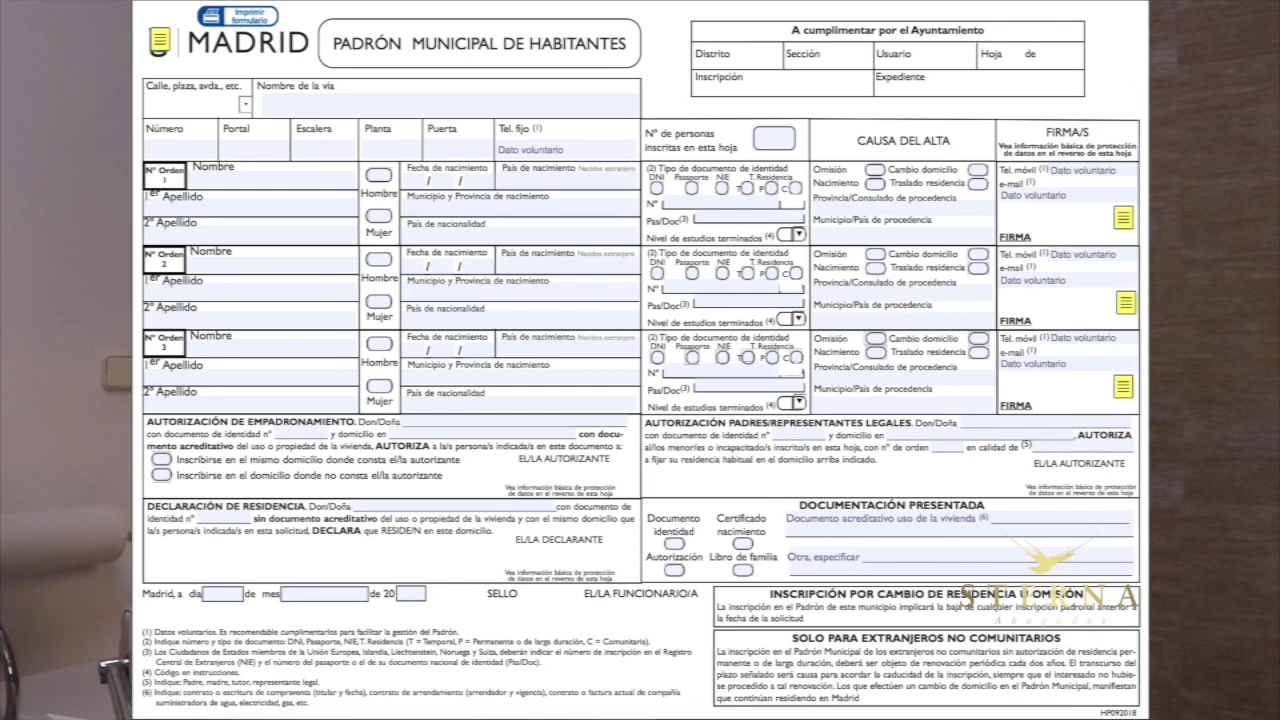 Imprimir
formulario
MADRID
PADRÓN MUNICIPAL DE HABITANTES
A cumplimentar por el Ayuntamiento
Distrito Sección Usuario Hoja de
Inscripción Expediente
Calle, plaza, avda., etc. Nombre de la vía
Número Portal Escalera Planta Puerta Tel. fijo (1)
Dato voluntario
Nº de personas
inscritas en esta hoja
CAUSA DEL ALTA
FIRMA/S
Vea información básica de protección
de datos en el reverso de esta hoja
Nº Orden
1
Nombre
1er Apellido
2º Apellido
Hombre
Mujer
Fecha de nacimiento
/ /
País de nacimiento Nacidos extranjero
Municipio y Provincia de nacimiento
País de nacionalidad
(2) Tipo de documento de identidad
DNI Pasaporte NIE T. Residencia
T P C
Nº
Pas/Doc(3)
Nivel de estudios terminados (4)
Omisión Cambio domicilio
Nacimiento Traslado residencia
Provincia/Consulado de procedencia
Municipio/País de procedencia
Tel. móvil (1) Dato voluntario
e-mail (1)
Dato voluntario
FIRMA
Nº Orden
2
Nombre
1er Apellido
2º Apellido
Hombre
Mujer
Fecha de nacimiento
/ /
País de nacimiento Nacidos extranjero
Municipio y Provincia de nacimiento
País de nacionalidad
(2) Tipo de documento de identidad
DNI Pasaporte NIE T. Residencia
T P C
Nº
Pas/Doc(3)
Nivel de estudios terminados (4)
Omisión Cambio domicilio
Nacimiento Traslado residencia
Provincia/Consulado de procedencia
Municipio/País de procedencia
Tel. móvil (1) Dato voluntario
e-mail (1)
Dato voluntario
FIRMA
Nº Orden
3
Nombre
1er Apellido
2º Apellido
Hombre
Mujer
Fecha de nacimiento
/ /
País de nacimiento Nacidos extranjero
Municipio y Provincia de nacimiento
País de nacionalidad
(2) Tipo de documento de identidad
DNI Pasaporte NIE T. Residencia
T P C
Nº
Pas/Doc(3)
Nivel de estudios terminados (4)
Omisión Cambio domicilio
Nacimiento Traslado residencia
Provincia/Consulado de procedencia
Municipio/País de procedencia
Tel. móvil (1) Dato voluntario
e-mail (1)
Dato voluntario
FIRMA
AUTORIZACIÓN DE EMPADRONAMIENTO. Don/Doña
con documento de identidad nº y domicilio en con docu-
mento acreditativo del uso o propiedad de la vivienda, AUTORIZA a la/s persona/s indicada/s en este documento a:
Inscribirse en el mismo domicilio donde consta el/la autorizante
Inscribirse en el domicilio donde no consta el/la autorizante
EL/LA AUTORIZANTE
Vea información básica de protección
de datos en el reverso de esta hoja
AUTORIZACIÓN PADRES/REPRESENTANTES LEGALES. Don/Doña
con documento de identidad nº y domicilio en , AUTORIZA
al/los menor/es o incapacitado/s inscrito/s en esta hoja, con nº de orden en calidad de (5)
a fijar su residencia habitual en el domicilio arriba indicado.
EL/LA AUTORIZANTE
Vea información básica de protección
de datos en el reverso de esta hoja
DECLARACIÓN DE RESIDENCIA. Don/Doña con documento de
identidad nº sin documento acreditativo del uso o propiedad de la vivienda y con el mismo domicilio que
la/s persona/s indicada/s en esta solicitud, DECLARA que RESIDE/N en este domicilio.
EL/LA DECLARANTE
Vea información básica de protección
de datos en el reverso de esta hoja
DOCUMENTACIÓN PRESENTADA
Documento
identidad
Certificado
nacimiento
Documento acreditativo uso de la vivienda (6)
Autorización Libro de familia Otra, especificar
Madrid, a día de mes de 20 SELLO EL/LA FUNCIONARIO/A
INSCRIPCIÓN POR CAMBIO DE RESIDENCIA U OMISIÓN
La inscripción en el Padrón de este municipio implicará la baja de cualquier inscripción padronal anterior a
la fecha de la solicitud
STERNA
Abogados
SOLO PARA EXTRANJEROS NO COMUNITARIOS
La inscripción en el Padrón Municipal de los extranjeros no comunitarios sin autorización de residencia per-
manente o de larga duración, deberá ser objeto de renovación periódica cada dos años. El transcurso del
plazo señalado será causa para acordar la caducidad de la inscripción, siempre que el interesado no hubie-
se procedido a tal renovación. Los que efectúen un cambio de domicilio en el Padrón Municipal, manifiestan
que continúan residiendo en Madrid
(1) Datos voluntarios. Es recomendable cumplimentarlos para facilitar la gestión del Padrón.
(2) Indique número y tipo de documento: DNI, Pasaporte, NIE, T. Residencia (T = Temporal, P = Permanente o de larga duración, C = Comunitaria).
(3) Los Ciudadanos de Estados miembros de la Unión Europea, Islandia, Liechtenstein, Noruega y Suiza, deberán indicar el número de inscripción en el Registro
Central de Extranjeros (NIE) y el número del pasaporte o el de su documento nacional de identidad (Pas/Doc).
(4) Código en instrucciones.
(5) Indique: Padre, madre, tutor, representante legal.
(6) Indique: contrato o escritura de compraventa (titular y fecha), contrato de arrendamiento (arrendador y vigencia), contrato o factura actual de compañía
suministradora de agua, electricidad, gas, etc.
HP092018